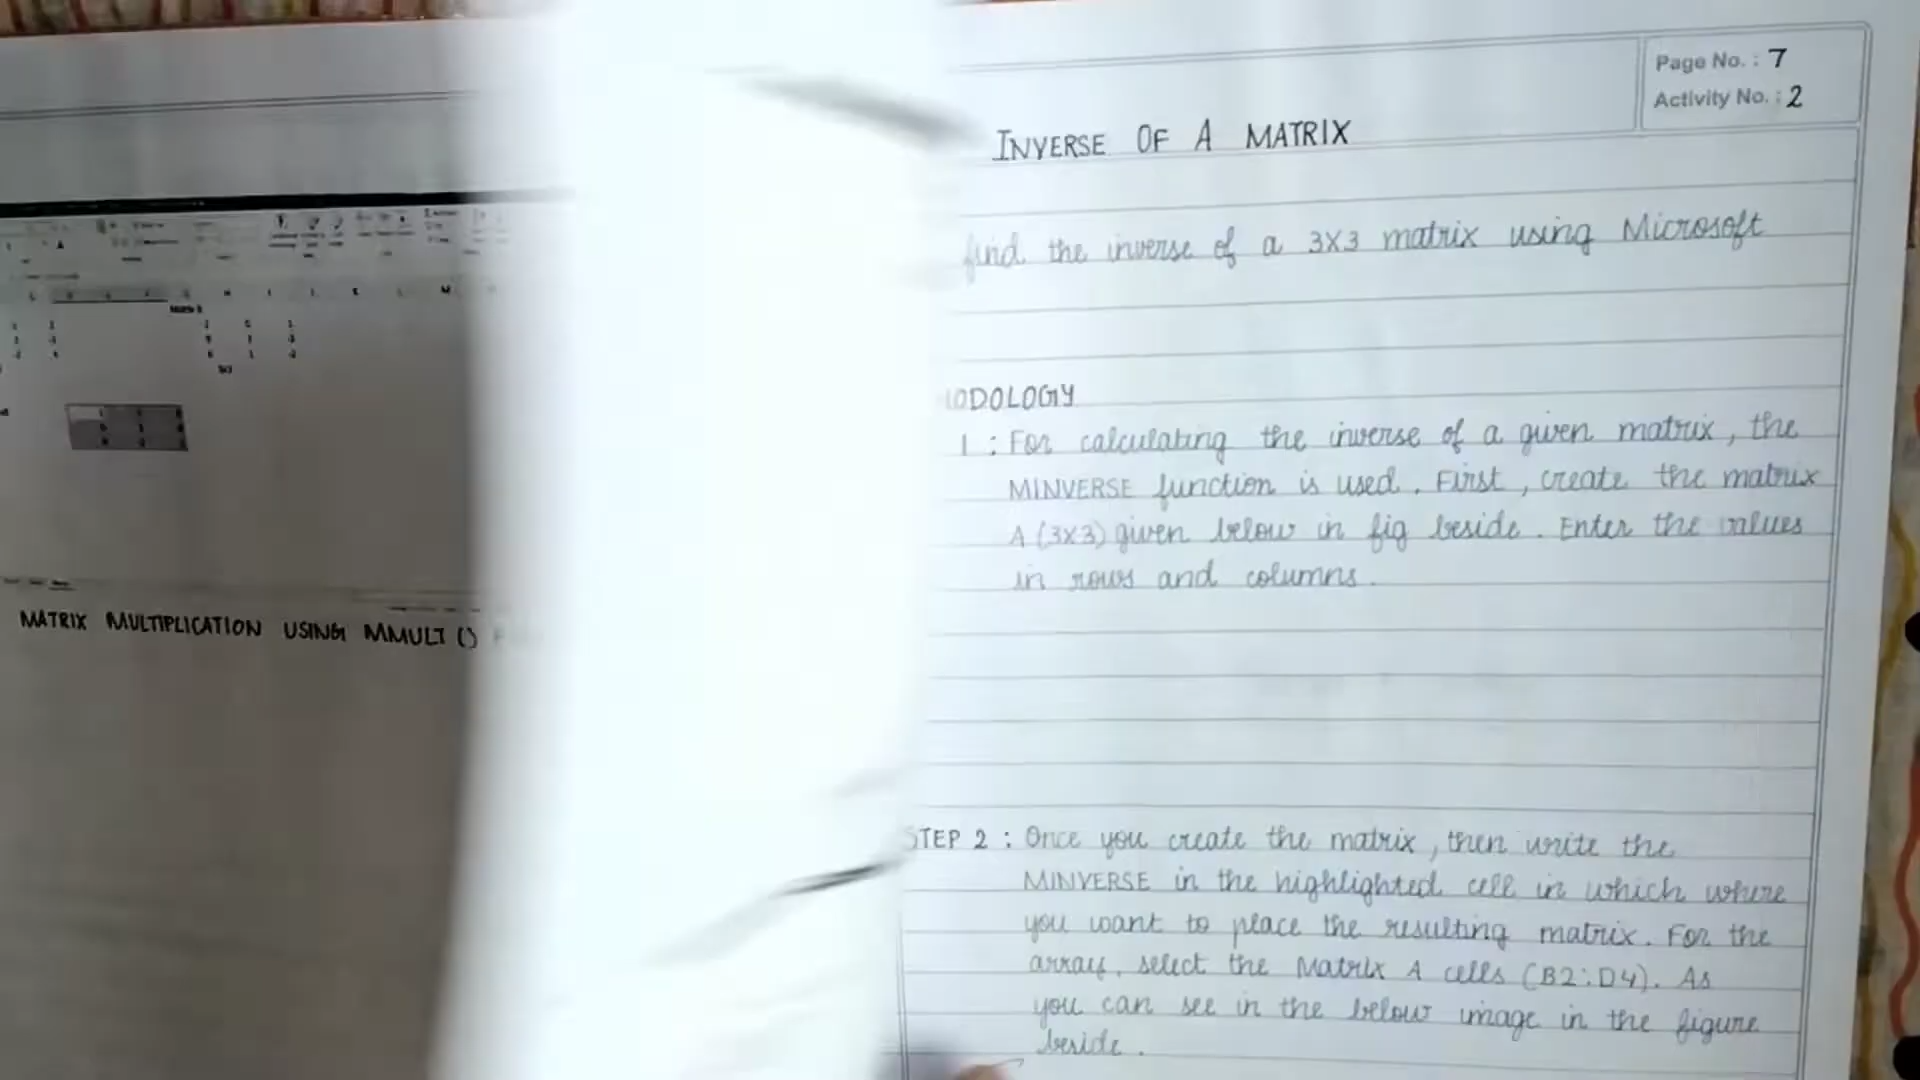 MATRIX MULTIPLICATION USING MMULT ()
Page No. : 7
Activity No. : 2
INVERSE OF A MATRIX
find the inverse of a 3X3 matrix using Microsoft
ODOLOGY
1 : For calculating the inverse of a given matrix, the
MINVERSE function is used. First, create the matrix
A (3X3) given below in fig beside. Enter the values
in rows and columns.
STEP 2 : Once you create the matrix, then write the
MINVERSE in the highlighted cell in which where
you want to place the resulting matrix. For the
array, select the Matrix A cells (B2:D4). As
you can see in the below image in the figure
beside.